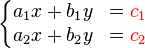 a₁x + b₁y = c₁
a₂x + b₂y = c₂